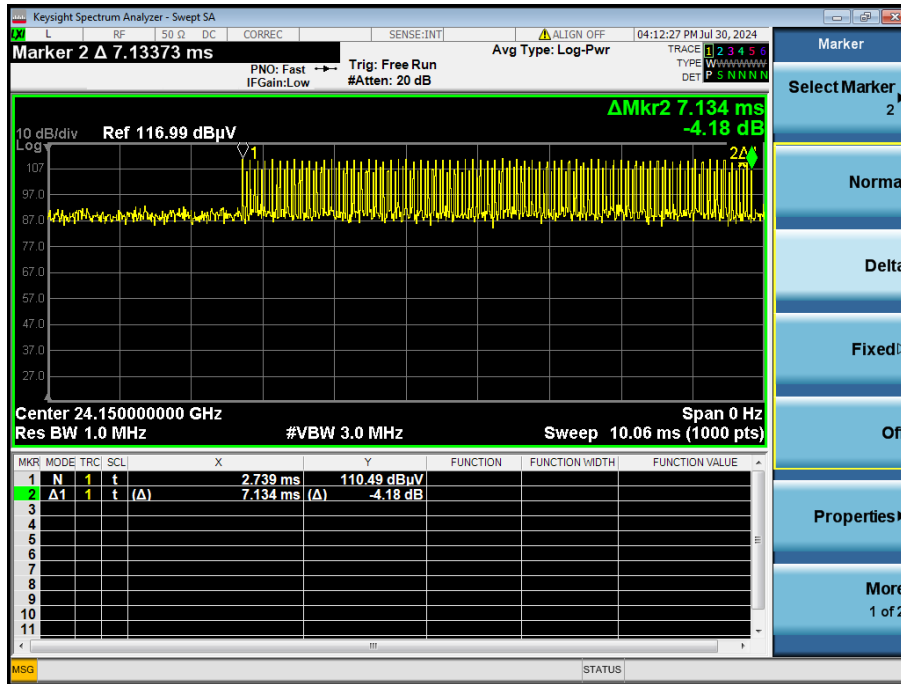 Keysight Spectrum Analyzer - Swept SA
LXI L RF 50 Ω DC CORREC SENSE:INT ALIGN OFF 04:12:27 PM Jul 30, 2024
Marker 2 Δ 7.13373 ms
PNO: Fast
IFGain:Low
Trig: Free Run
#Atten: 20 dB
Avg Type: Log-Pwr
TRACE 1 2 3 4 5 6
TYPE WWWWWW
DET P S N N N N
ΔMkr2 7.134 ms
-4.18 dB
10 dB/div Ref 116.99 dBµV
Log
1
2Δ1
107
97.0
87.0
77.0
67.0
57.0
47.0
37.0
27.0
Center 24.150000000 GHz Span 0 Hz
Res BW 1.0 MHz #VBW 3.0 MHz Sweep 10.06 ms (1000 pts)
MKR MODE TRC SCL X Y FUNCTION FUNCTION WIDTH FUNCTION VALUE
1 N 1 t 2.739 ms 110.49 dBµV
2 Δ1 1 t (Δ) 7.134 ms (Δ) -4.18 dB
3
4
5
6
7
8
9
10
11
MSG STATUS
Marker
Select Marker
2
Norma
Delta
Fixed
Of
Properties
More
1 of 2